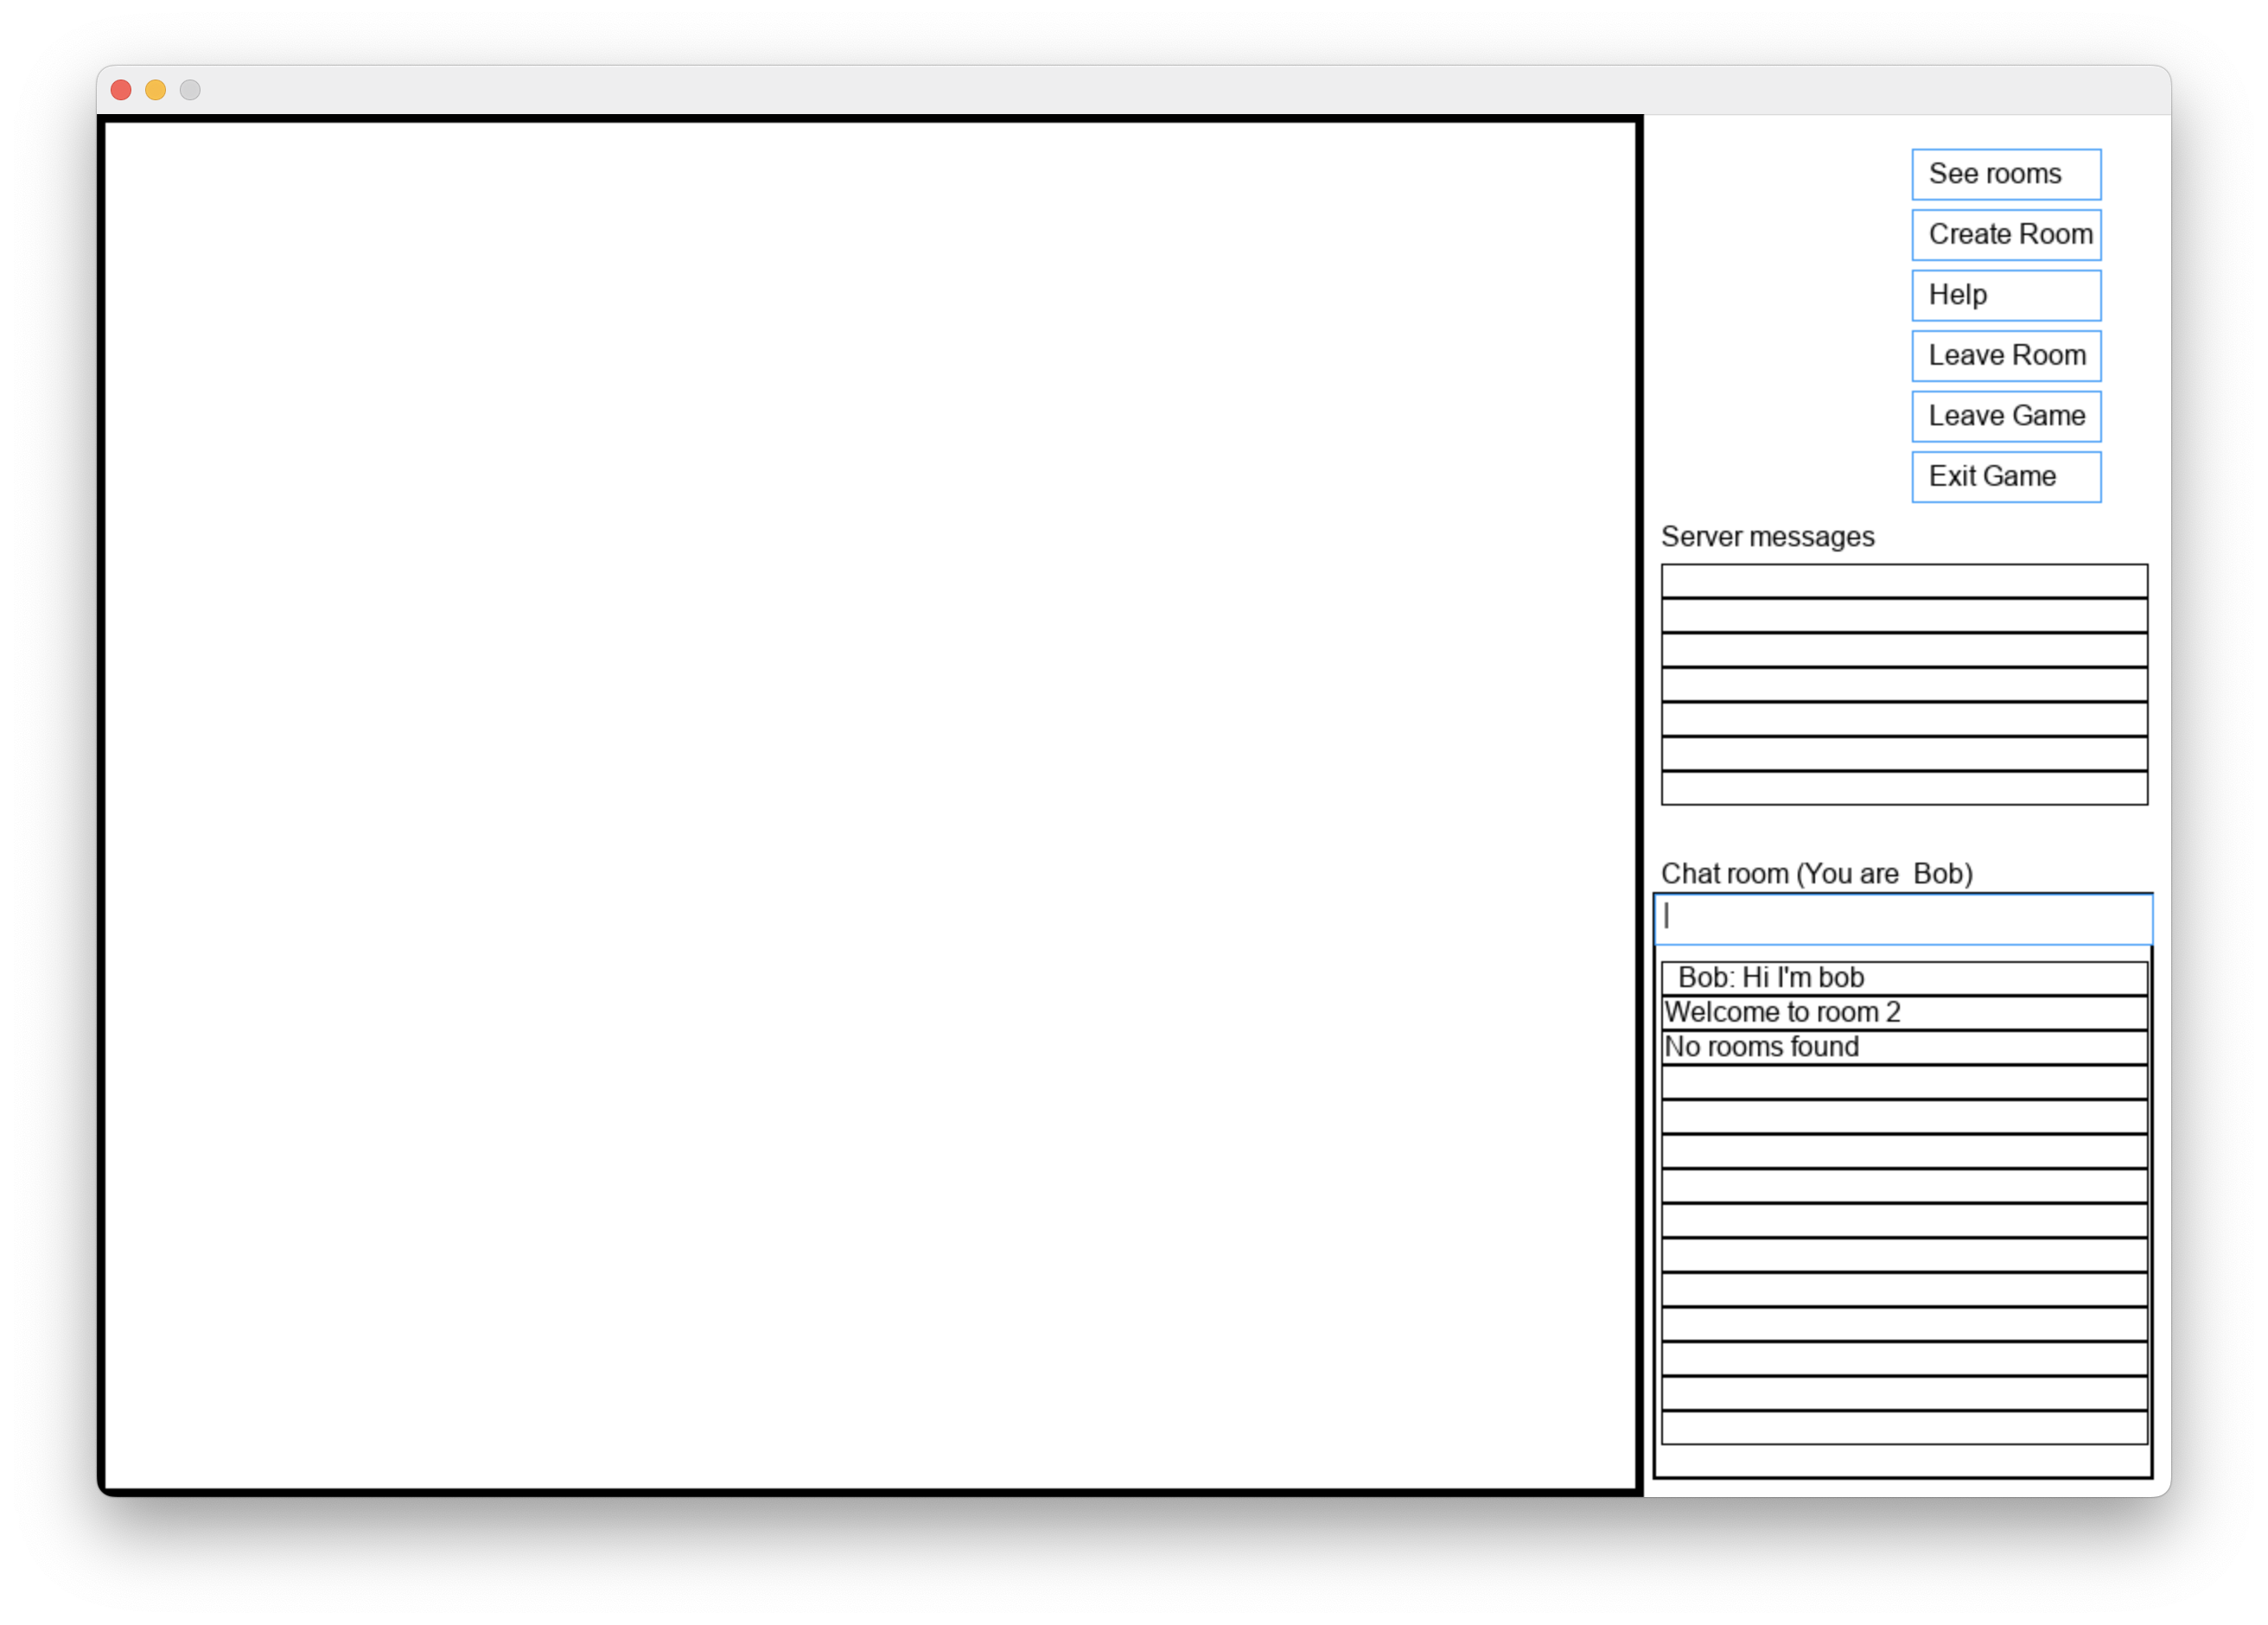 See rooms
Create Room
Help
Leave Room
Leave Game
Exit Game
Server messages
Chat room (You are  Bob)
Bob: Hi I'm bob
Welcome to room 2
No rooms found